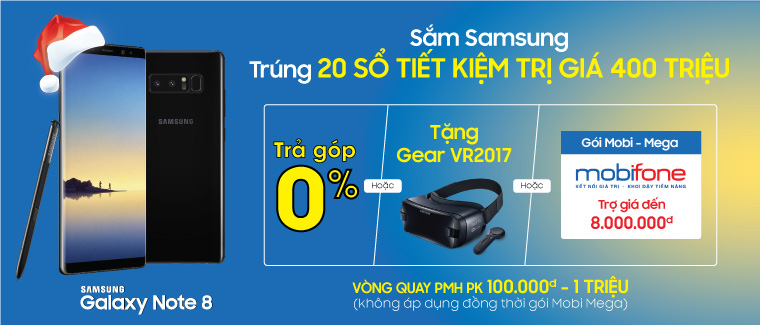 Sắm Samsung
Trúng 20 SỔ TIẾT KIỆM TRỊ GIÁ 400 TRIỆU
Trả góp
0%
Hoặc
Tặng
Gear VR2017
Hoặc
Gói Mobi - Mega
mobifone
KẾT NỐI GIÁ TRỊ - KHƠI DẬY TIỀM NĂNG
Trợ giá đến
8.000.000đ
SAMSUNG
SAMSUNG
Galaxy Note 8
VÒNG QUAY PMH PK 100.000đ - 1 TRIỆU
(không áp dụng đồng thời gói Mobi Mega)